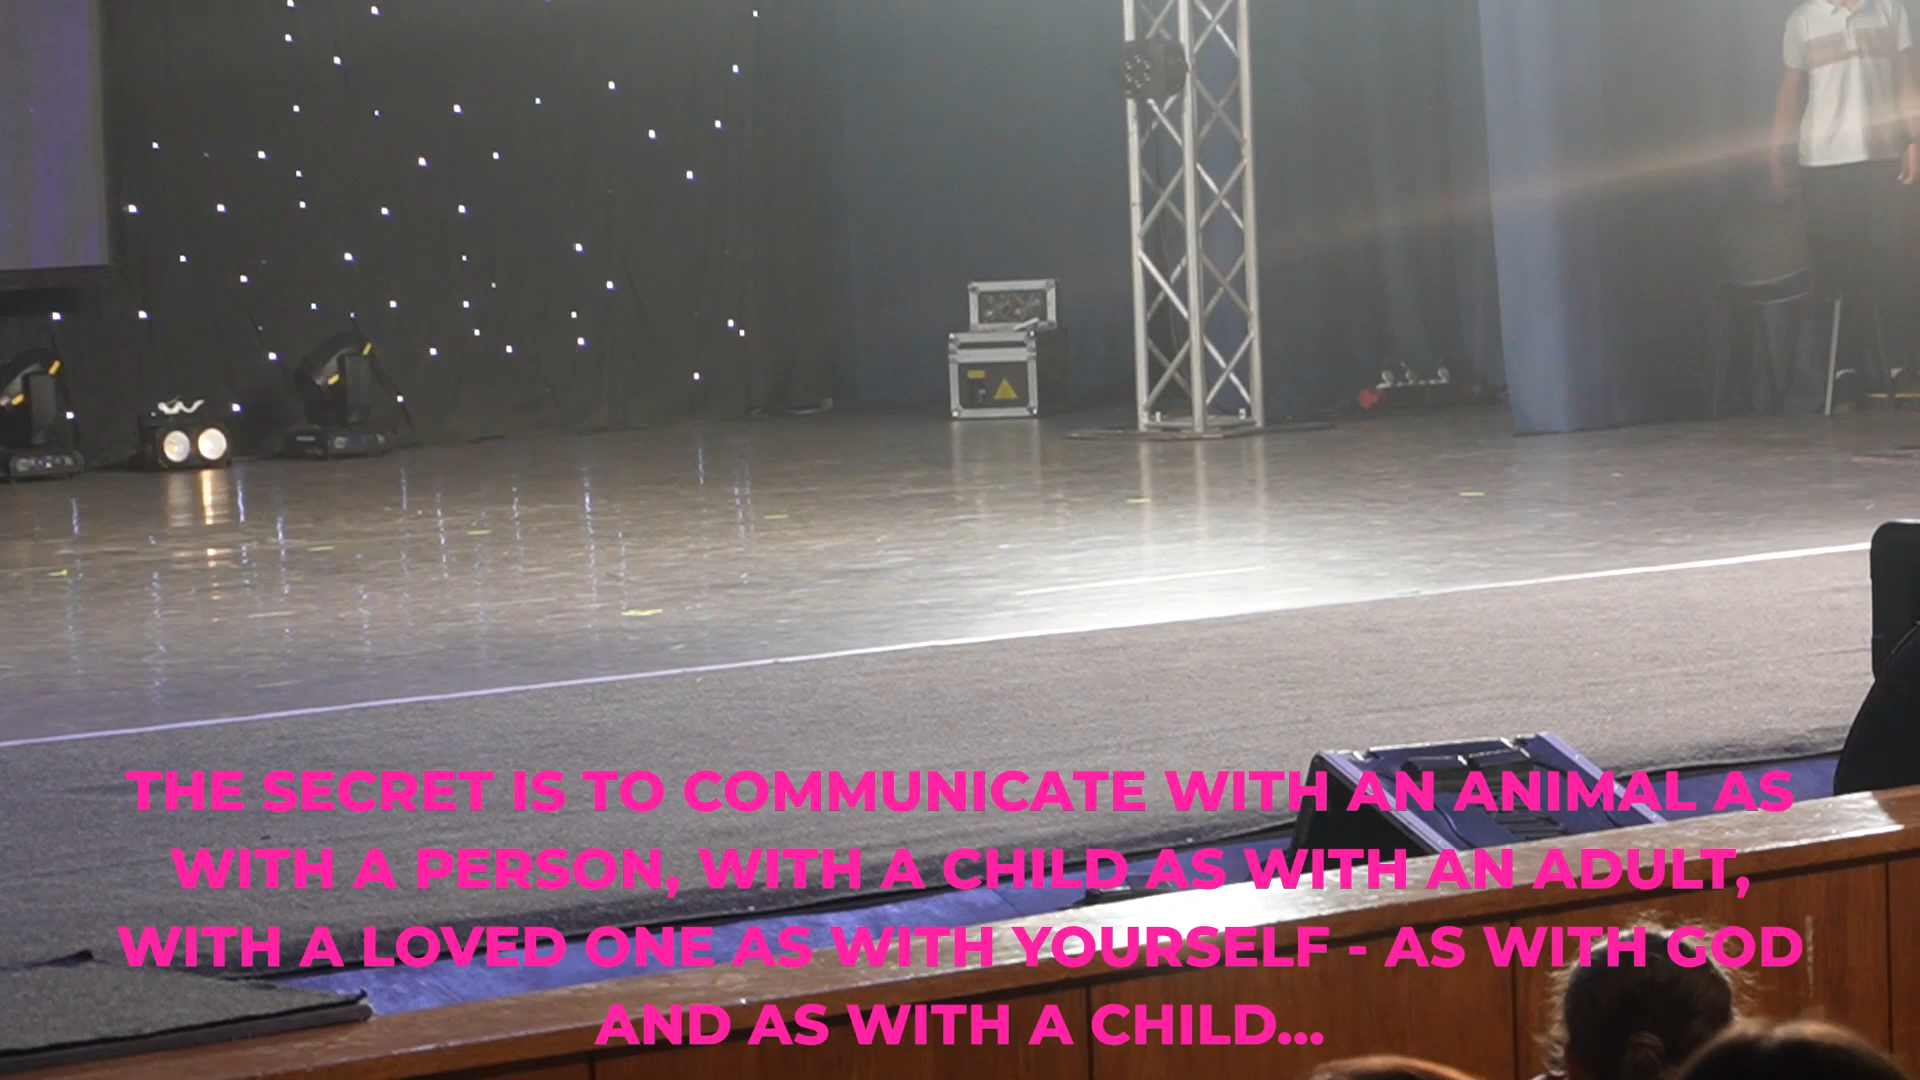 THE SECRET IS TO COMMUNICATE WITH AN ANIMAL AS
WITH A PERSON, WITH A CHILD AS WITH AN ADULT,
WITH A LOVED ONE AS WITH YOURSELF - AS WITH GOD
AND AS WITH A CHILD...